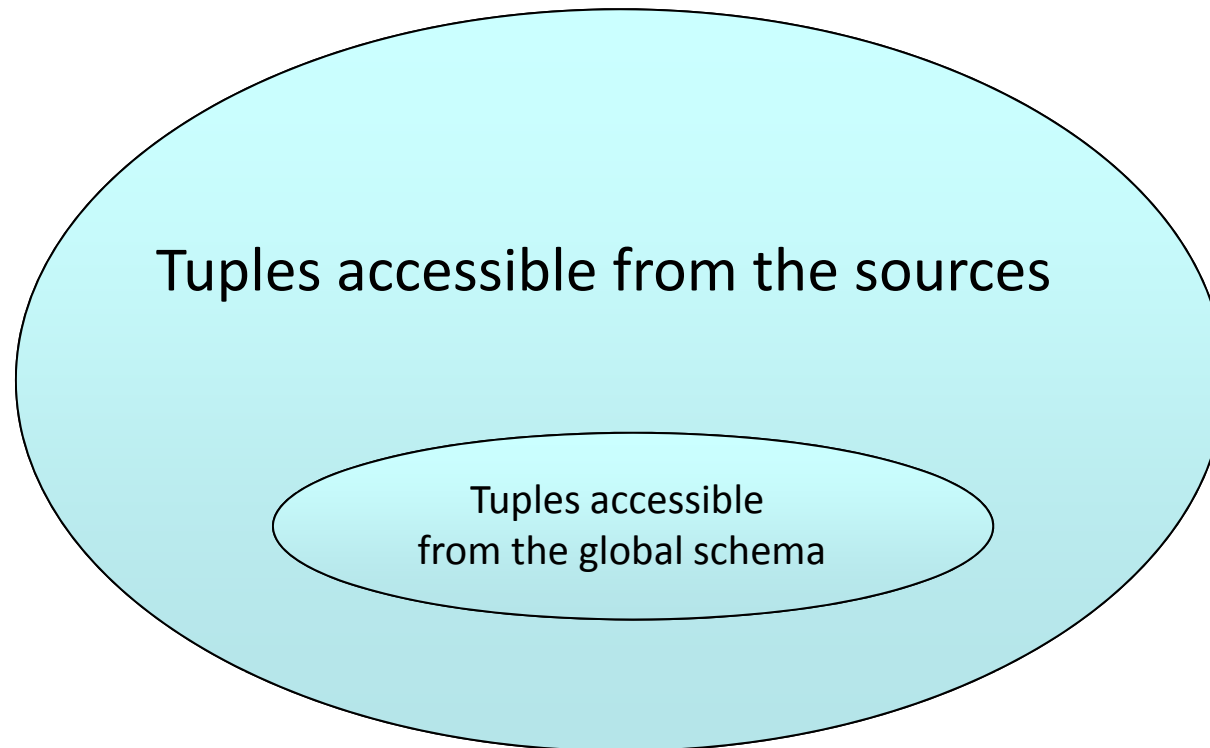 Tuples accessible from the sources
Tuples accessible
from the global schema